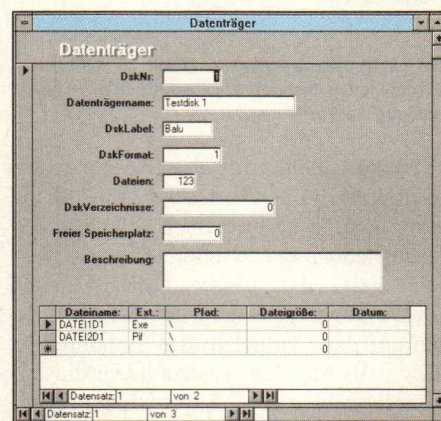 Datenträger
Datenträger
DskNr: 1
Datenträgername: Testdisk 1
DskLabel: Balu
DskFormat: 1
Dateien: 123
DskVerzeichnisse: 0
Freier Speicherplatz: 0
Beschreibung:
Dateiname: Ext.: Pfad: Dateigröße: Datum:
DATEI1D1 Exe \ 0
DATEI2D1 Pif \ 0
\ 0
Datensatz: 1 von 2
Datensatz: 1 von 3